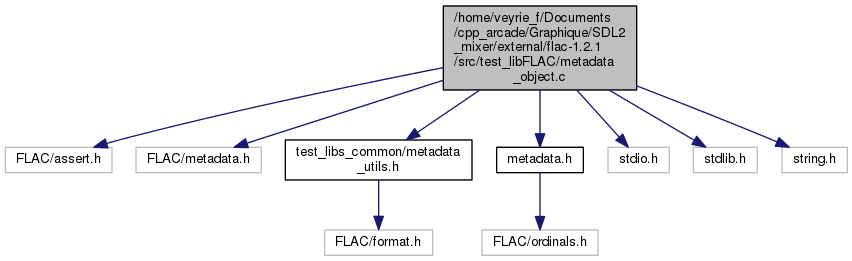 /home/veyrie_f/Documents
/cpp_arcade/Graphique/SDL2
_mixer/external/flac-1.2.1
/src/test_libFLAC/metadata
_object.c
FLAC/assert.h
FLAC/metadata.h
test_libs_common/metadata
_utils.h
metadata.h
stdio.h
stdlib.h
string.h
FLAC/format.h
FLAC/ordinals.h